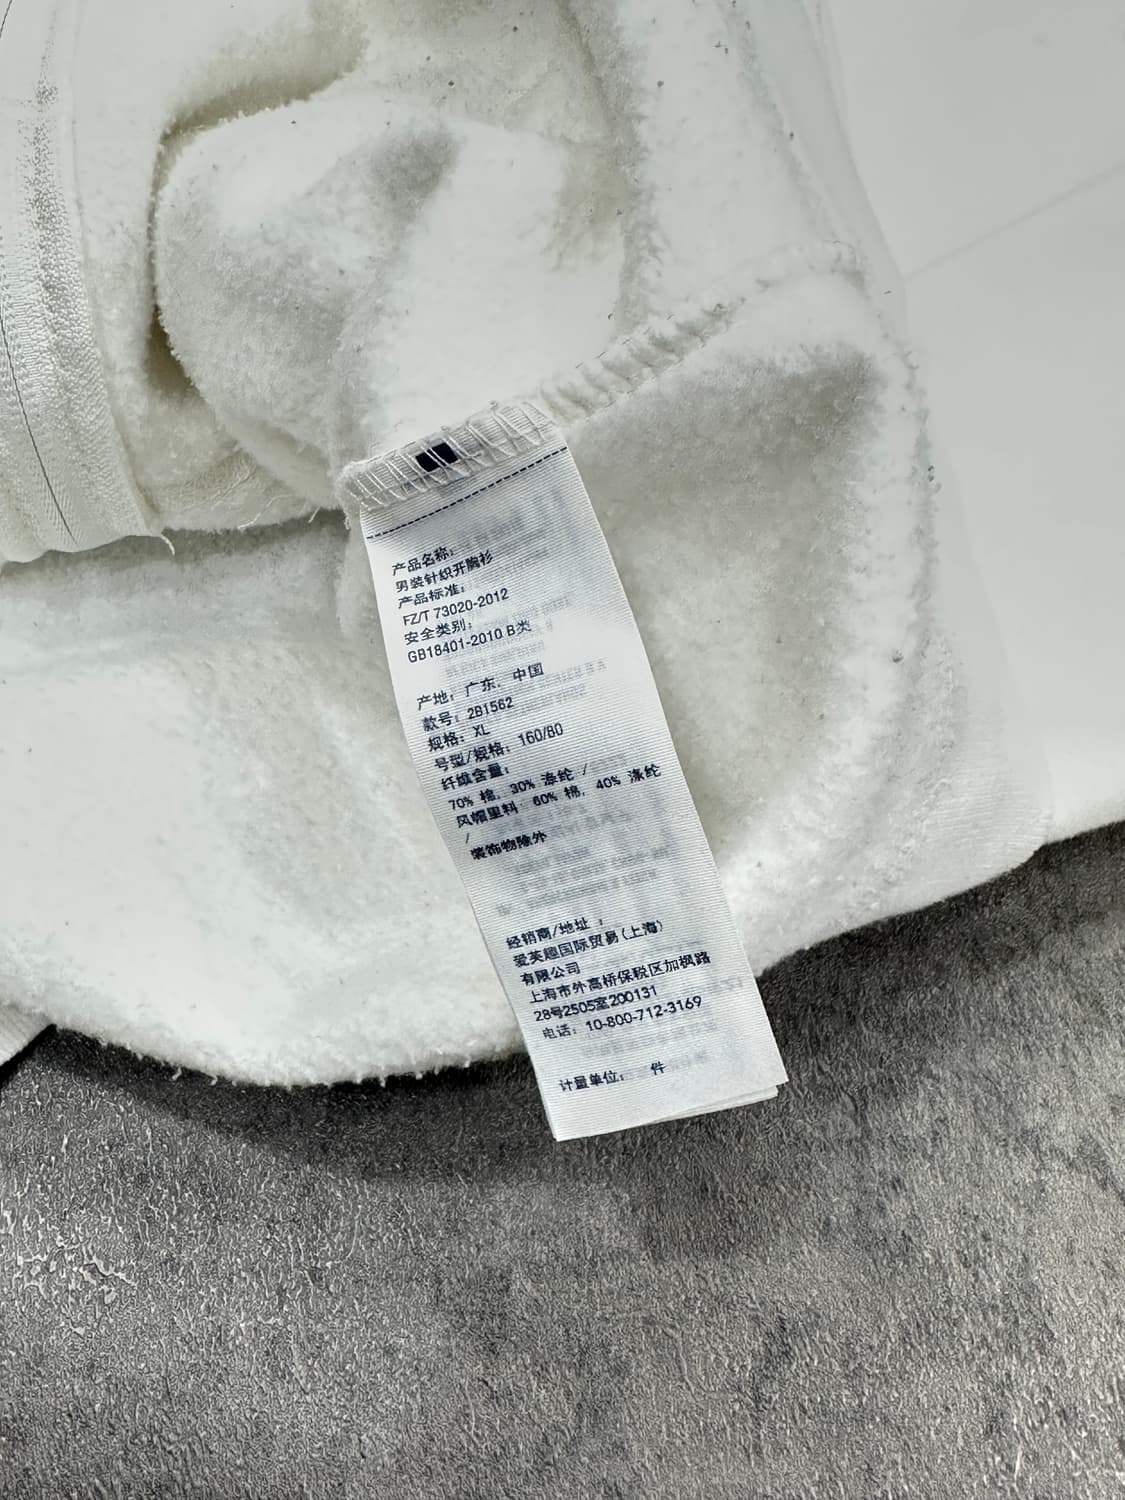 产品名称：
男装针织开胸衫
产品标准：
FZ/T 73020-2012
安全类别：
GB18401-2010 B类
产地：广东，中国
款号：2B1562
规格：XL
号型/规格：160/80
纤维含量：
70% 棉，30% 涤纶 /
风帽里料 60% 棉，40% 涤纶
/
装饰物除外
经销商/地址 ：
爱英趣国际贸易（上海）
有限公司
上海市外高桥保税区加枫路
28号2505室200131
电话：10-800-712-3169
计量单位： 件